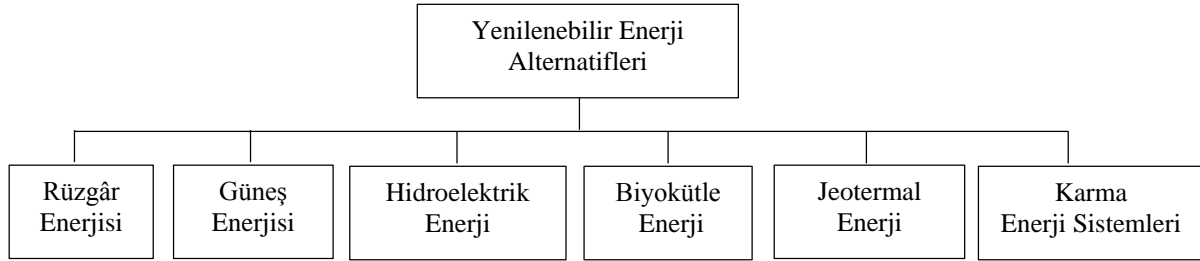 Yenilenebilir Enerji
Alternatifleri
Rüzgâr
Enerjisi
Güneş
Enerjisi
Hidroelektrik
Enerji
Biyokütle
Enerji
Jeotermal
Enerji
Karma
Enerji Sistemleri